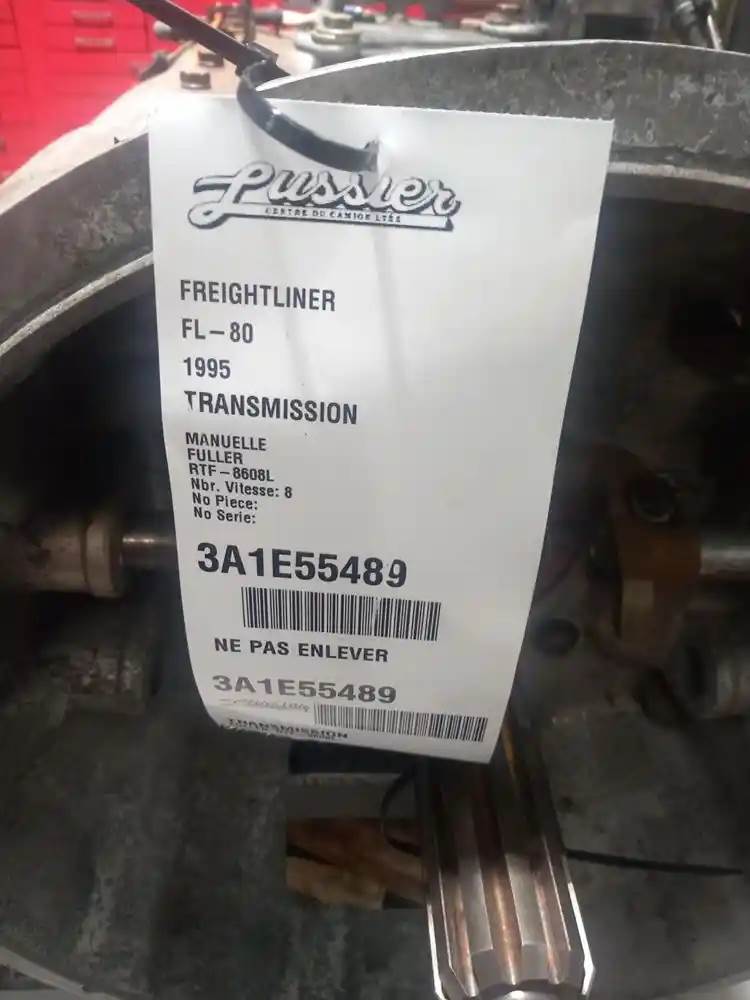 Lussier
CENTRE DU CAMION LTÉE
FREIGHTLINER
FL-80
1995
TRANSMISSION
MANUELLE
FULLER
RTF-8608L
Nbr. Vitesse: 8
No Piece:
No Serie:
3A1E55489
NE PAS ENLEVER
3A1E55489
TRANSMISSION